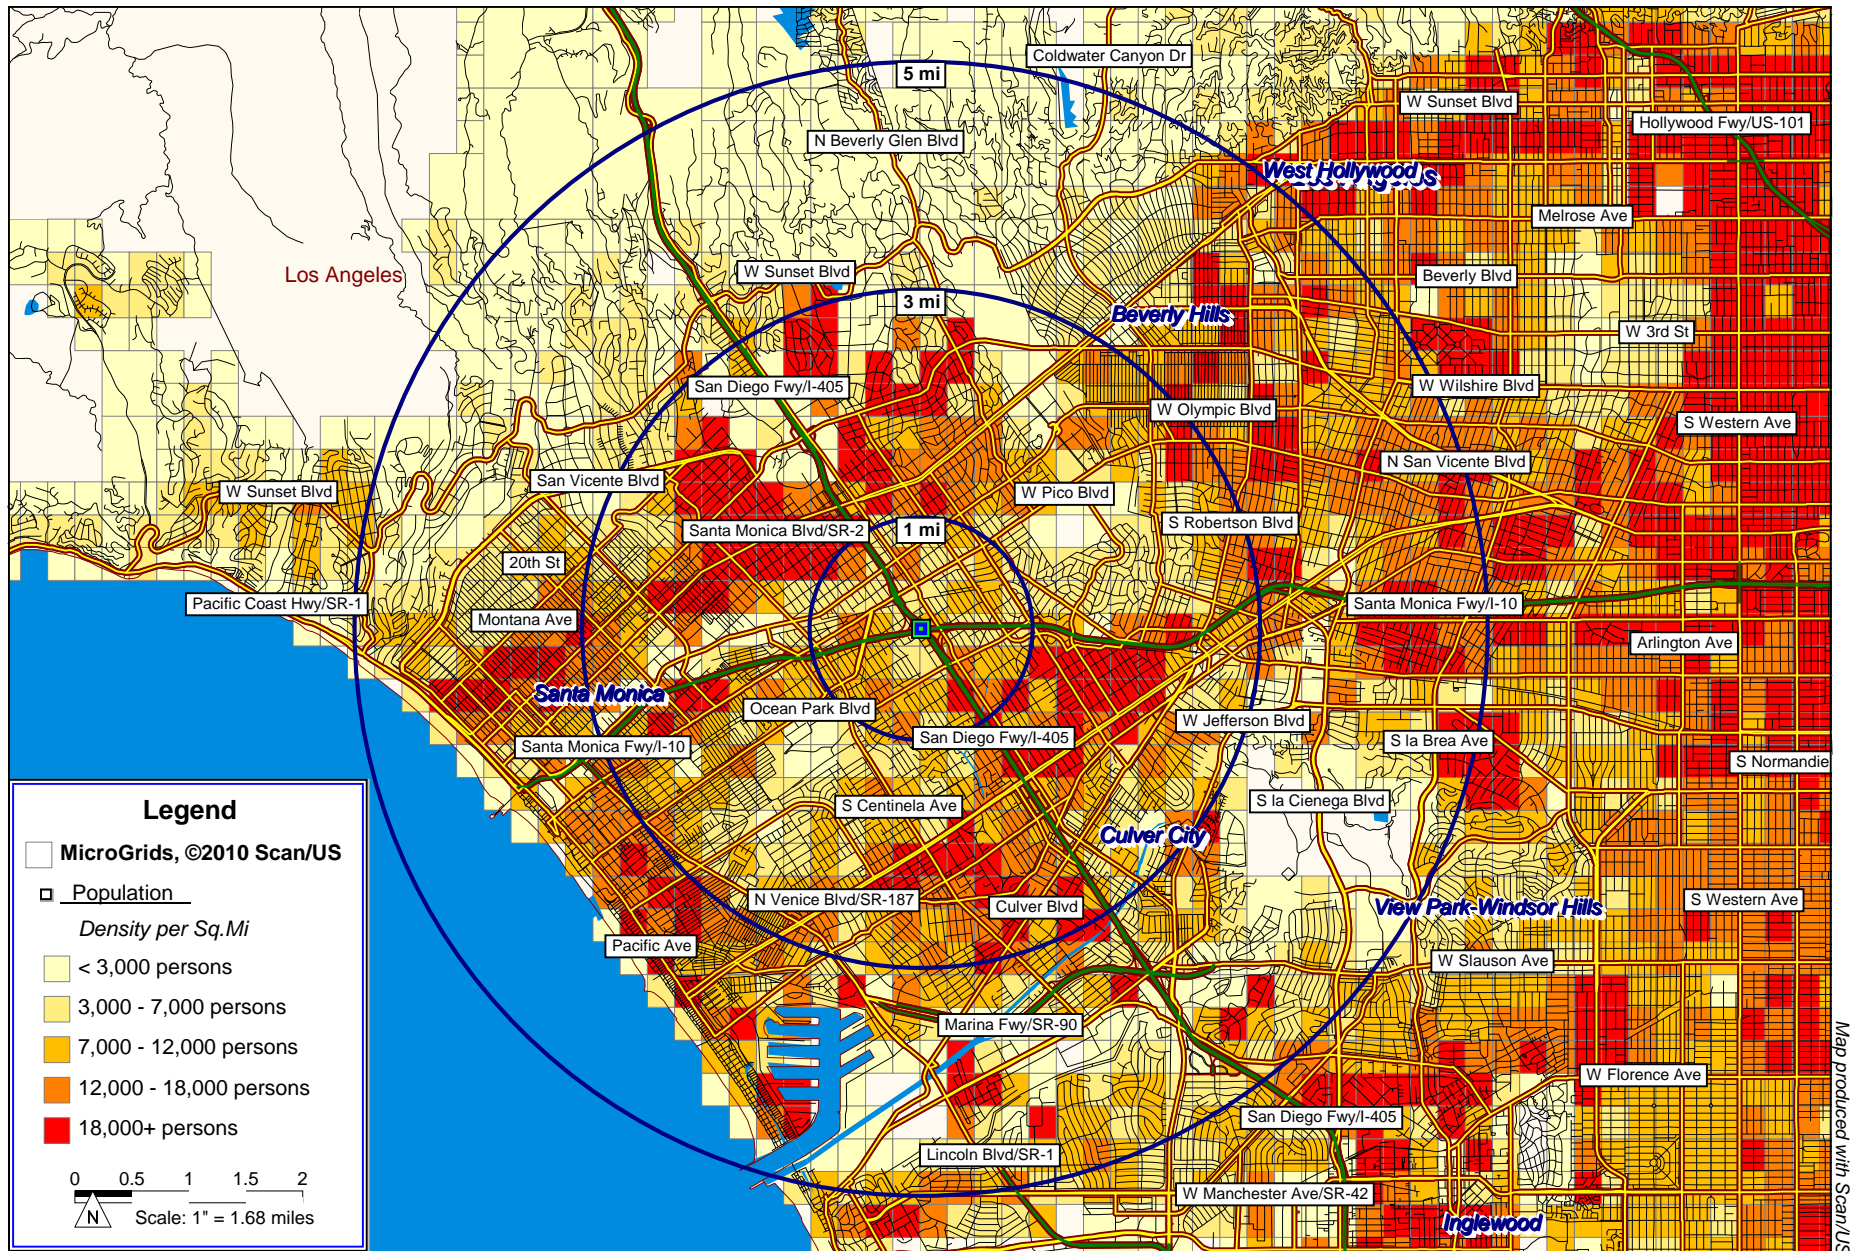 Coldwater Canyon Dr
5 mi
W Sunset Blvd
Hollywood Fwy/US-101
N Beverly Glen Blvd
West Hollywood
Melrose Ave
Los Angeles
W Sunset Blvd
Beverly Blvd
3 mi
Beverly Hills
W 3rd St
San Diego Fwy/I-405
W Wilshire Blvd
W Olympic Blvd
S Western Ave
N San Vicente Blvd
San Vicente Blvd
W Sunset Blvd
W Pico Blvd
S Robertson Blvd
Santa Monica Blvd/SR-2
1 mi
20th St
Pacific Coast Hwy/SR-1
Santa Monica Fwy/I-10
Montana Ave
Arlington Ave
Santa Monica
Ocean Park Blvd
W Jefferson Blvd
San Diego Fwy/I-405
S la Brea Ave
Santa Monica Fwy/I-10
S Normandie
S la Cienega Blvd
S Centinela Ave
Culver City
N Venice Blvd/SR-187
Culver Blvd
View Park-Windsor Hills
S Western Ave
Pacific Ave
W Slauson Ave
Marina Fwy/SR-90
W Florence Ave
San Diego Fwy/I-405
Lincoln Blvd/SR-1
W Manchester Ave/SR-42
Inglewood
Legend
MicroGrids, ©2010 Scan/US
Population
Density per Sq.Mi
< 3,000 persons
3,000 - 7,000 persons
7,000 - 12,000 persons
12,000 - 18,000 persons
18,000+ persons
0 0.5 1 1.5 2
N
Scale: 1" = 1.68 miles
Map produced with Scan/US